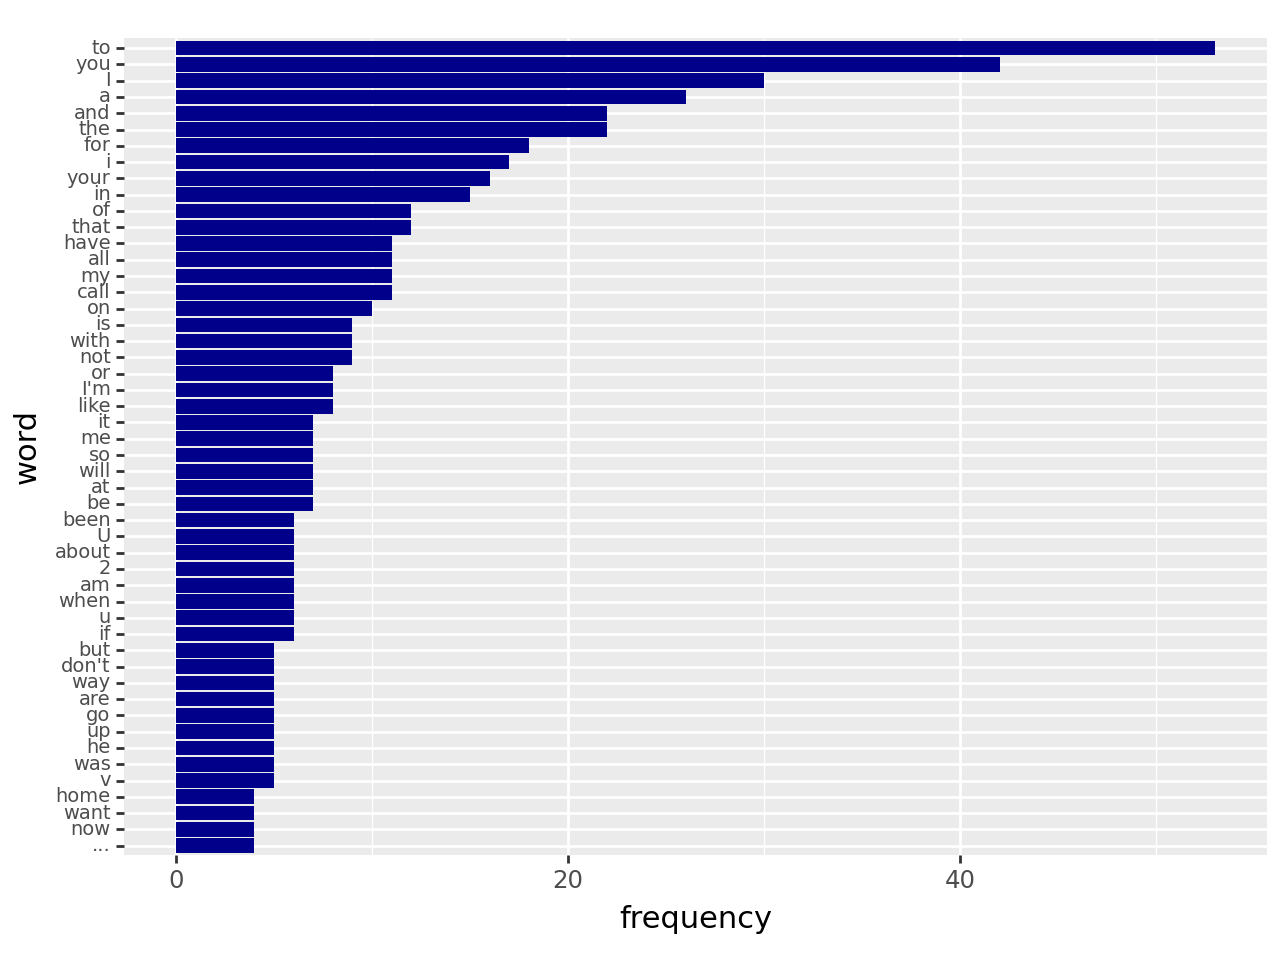 word
to
you
I
a
and
the
for
i
your
in
of
that
have
all
my
call
on
is
with
not
or
I'm
like
it
me
so
will
at
be
been
U
about
2
am
when
u
if
but
don't
way
are
go
up
he
was
v
home
want
now
...
0 20 40
frequency